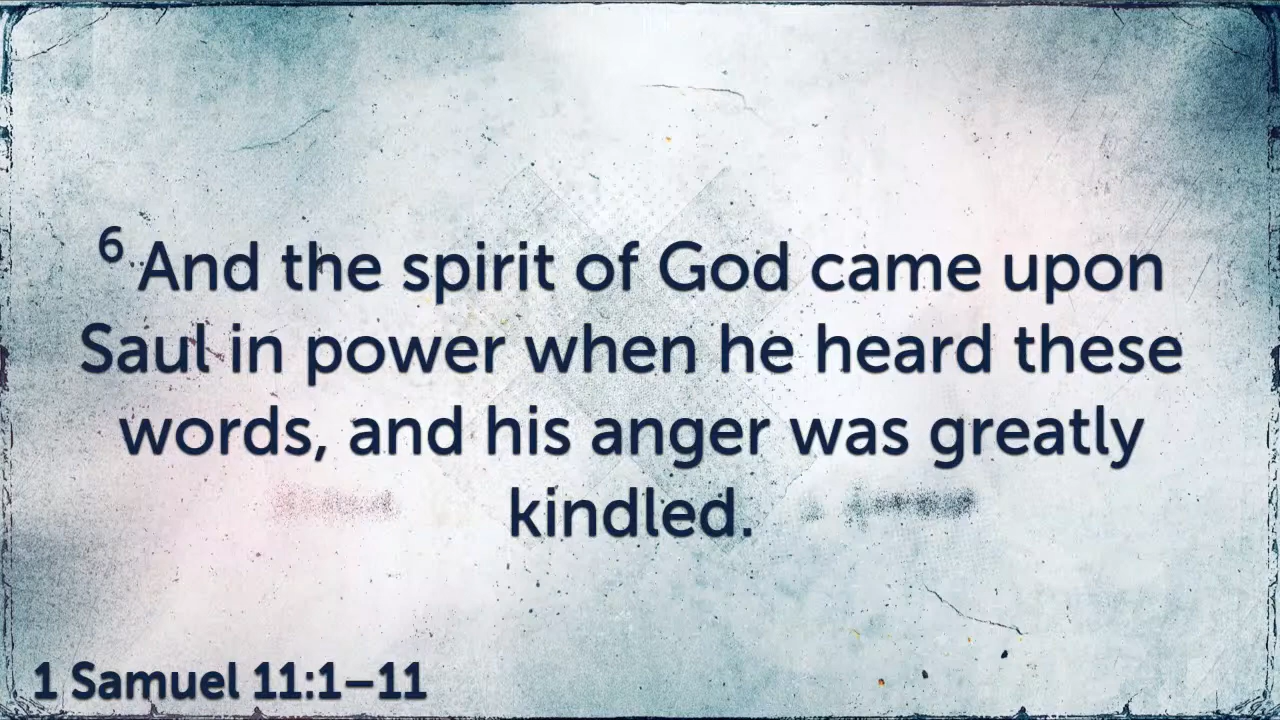 6 And the spirit of God came upon
Saul in power when he heard these
words, and his anger was greatly
kindled.
1 Samuel 11:1–11